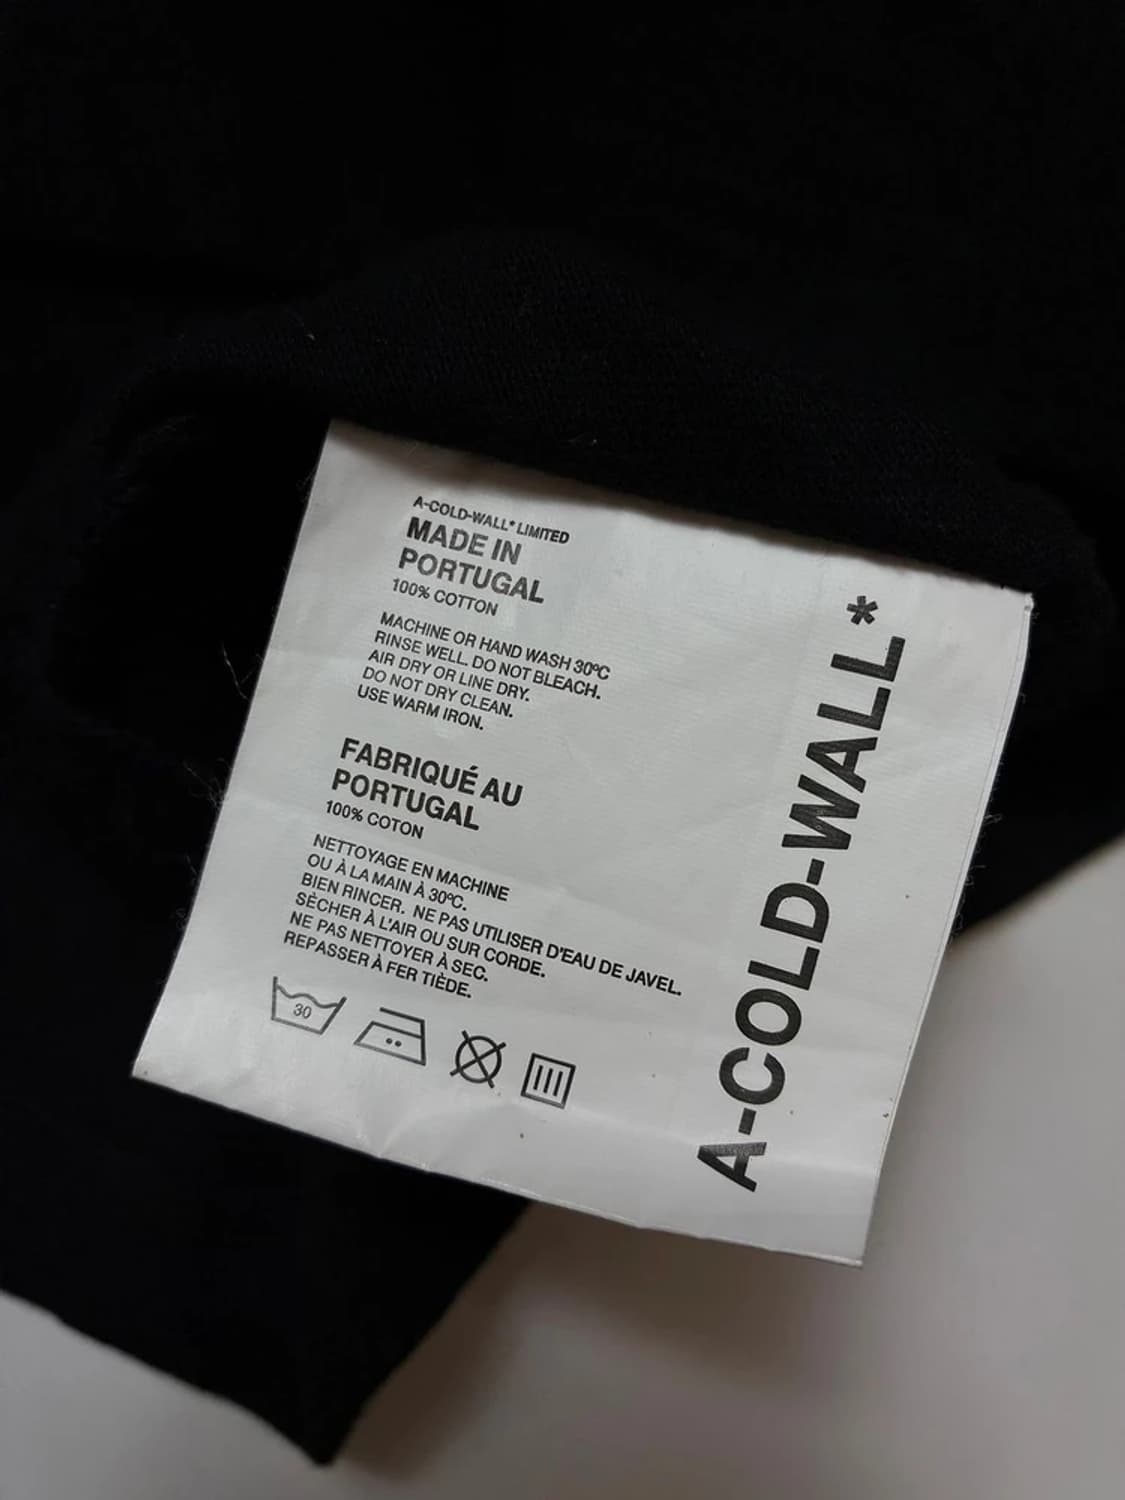 A-COLD-WALL* LIMITED
MADE IN
PORTUGAL
100% COTTON
MACHINE OR HAND WASH 30ºC
RINSE WELL. DO NOT BLEACH.
AIR DRY OR LINE DRY.
DO NOT DRY CLEAN.
USE WARM IRON.
FABRIQUÉ AU
PORTUGAL
100% COTON
NETTOYAGE EN MACHINE
OU À LA MAIN À 30ºC.
BIEN RINCER. NE PAS UTILISER D'EAU DE JAVEL.
SÈCHER À L'AIR OU SUR CORDE.
NE PAS NETTOYER À SEC.
REPASSER À FER TIÈDE.
30
A-COLD-WALL*